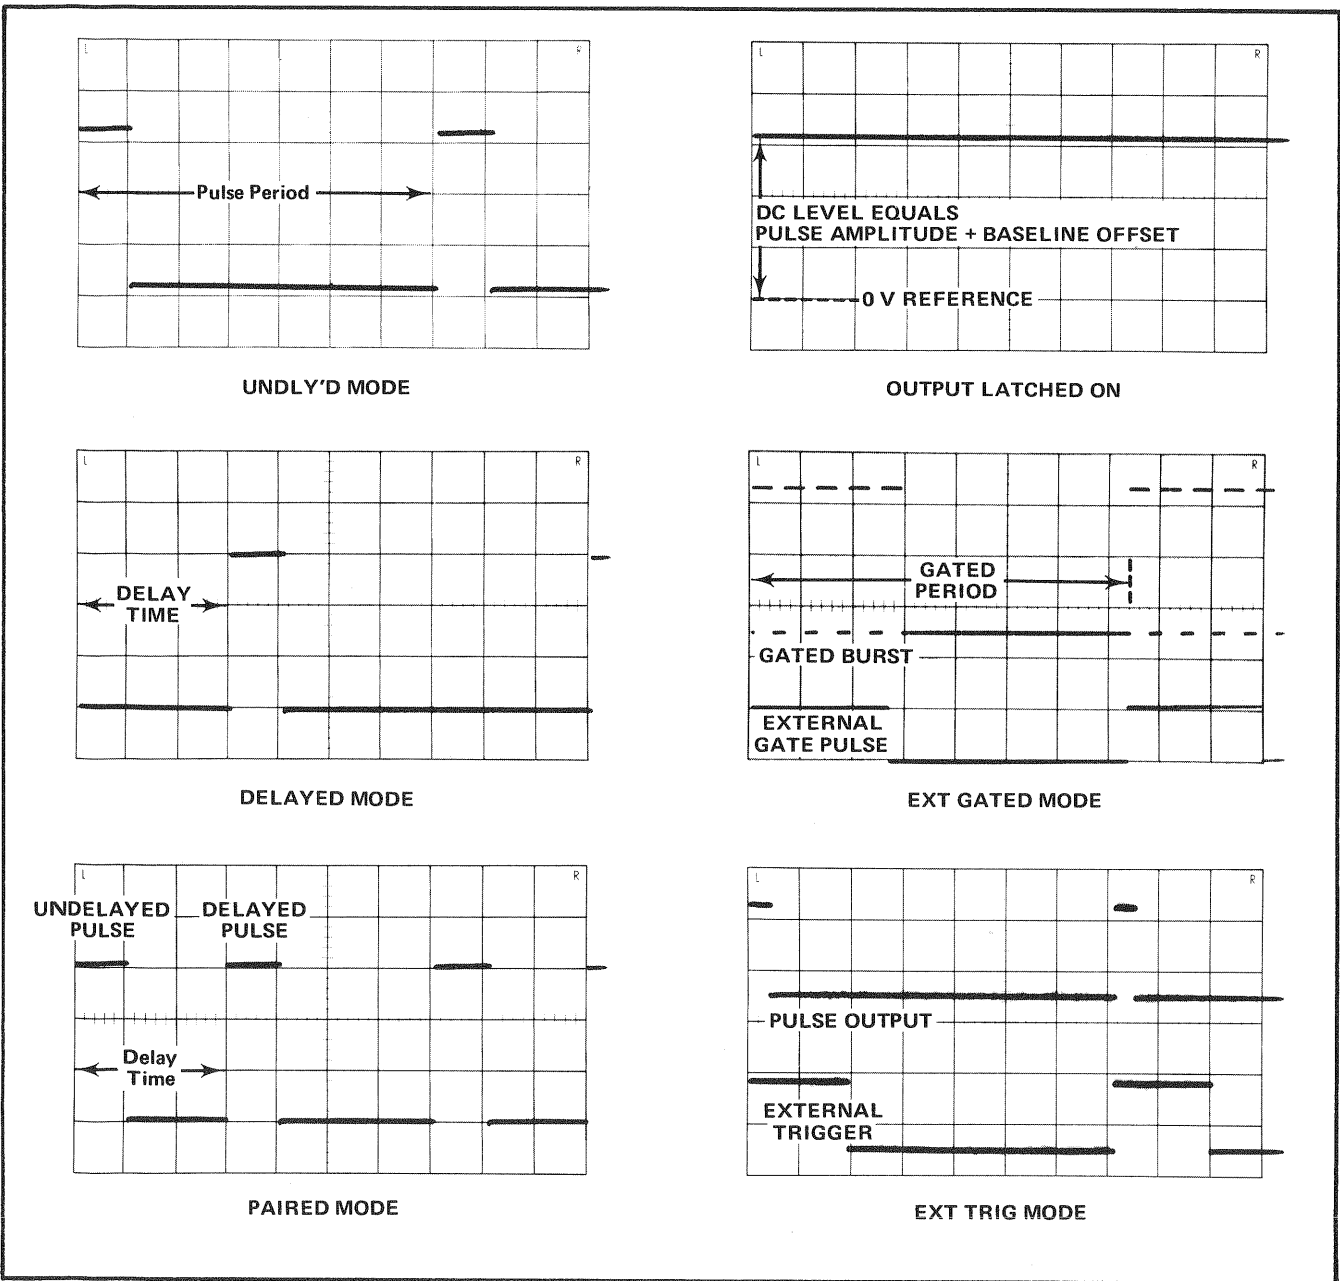 L R
Pulse Period
UNDLY'D MODE
L R
DC LEVEL EQUALS
PULSE AMPLITUDE + BASELINE OFFSET
0 V REFERENCE
OUTPUT LATCHED ON
L R
DELAY
TIME
DELAYED MODE
L R
GATED
PERIOD
GATED BURST
EXTERNAL
GATE PULSE
EXT GATED MODE
L R
UNDELAYED
PULSE
DELAYED
PULSE
Delay
Time
PAIRED MODE
L R
PULSE OUTPUT
EXTERNAL
TRIGGER
EXT TRIG MODE